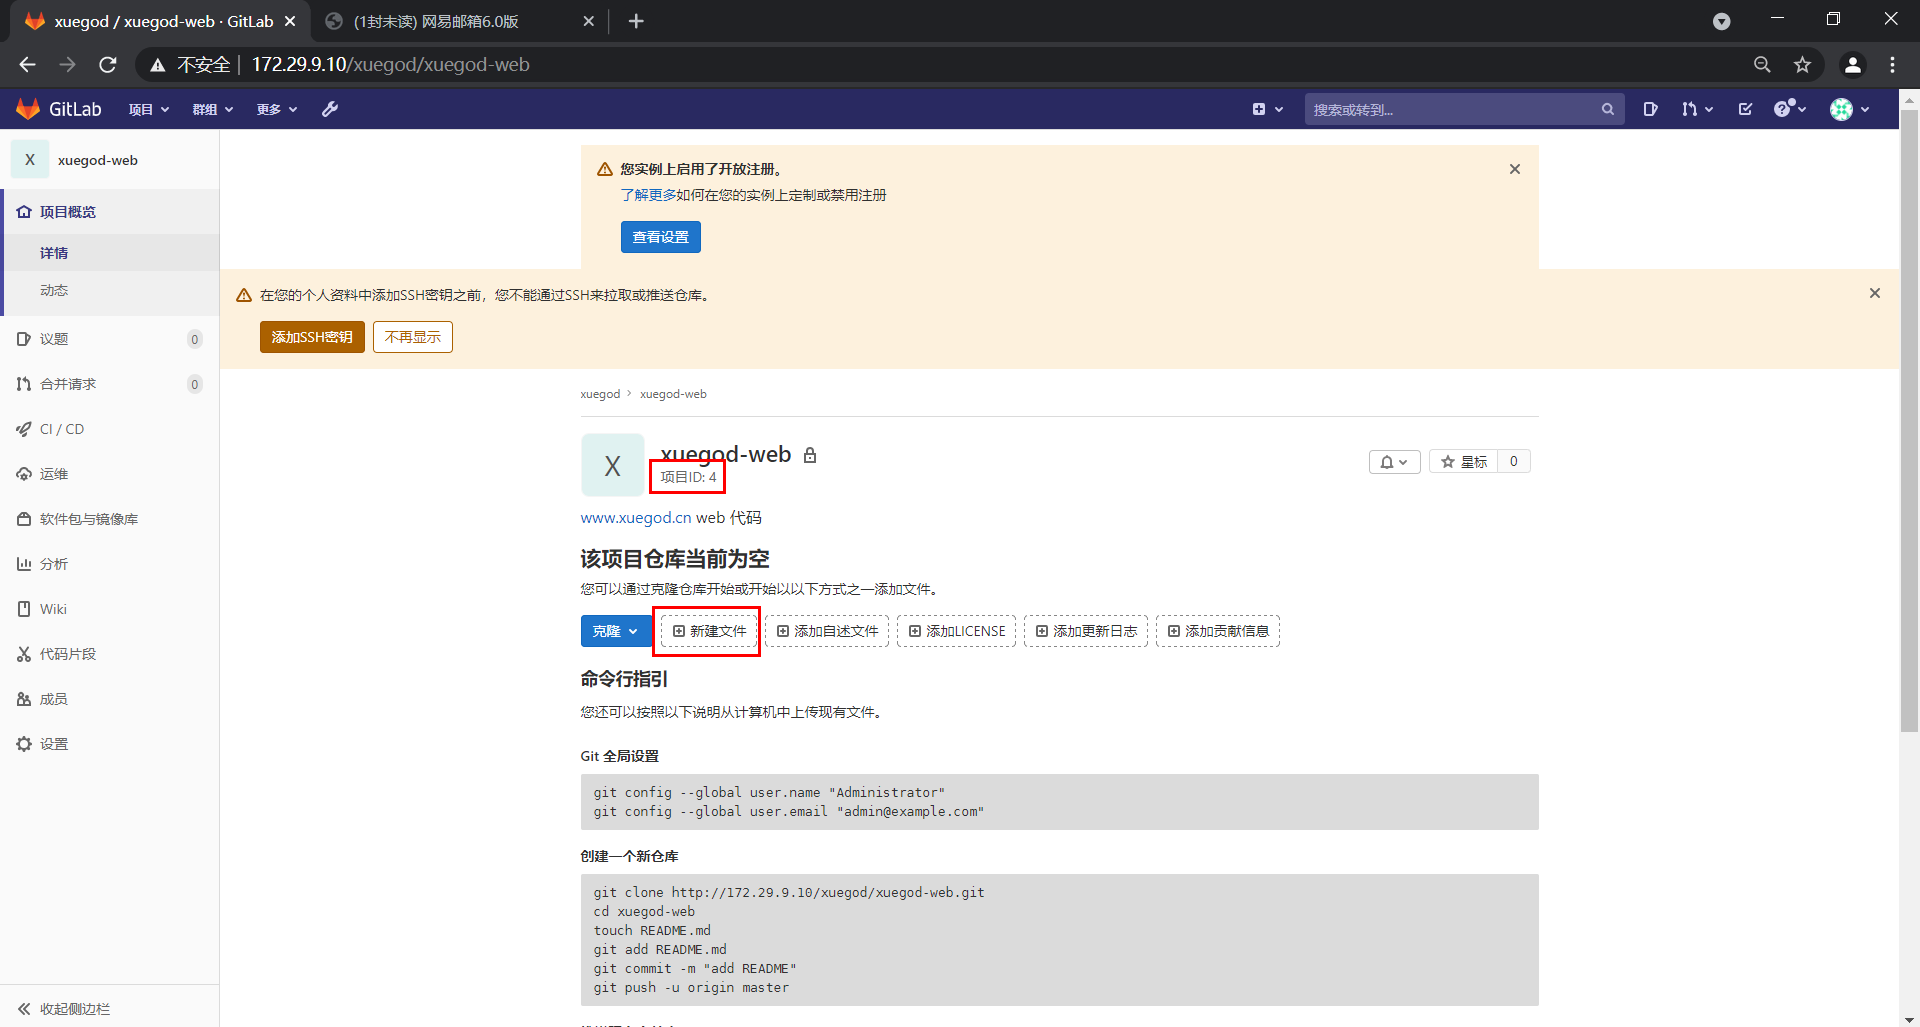 xuegod / xuegod-web · GitLab
(1封未读) 网易邮箱6.0版
不安全 | 172.29.9.10/xuegod/xuegod-web
GitLab 项目 群组 更多 搜索或转到...
X xuegod-web
项目概览
详情
动态
议题 0
合并请求 0
CI / CD
运维
软件包与镜像库
分析
Wiki
代码片段
成员
设置
收起侧边栏
您实例上启用了开放注册。
了解更多如何在您的实例上定制或禁用注册
查看设置
在您的个人资料中添加SSH密钥之前，您不能通过SSH来拉取或推送仓库。
添加SSH密钥 不再显示
xuegod > xuegod-web
X xuegod-web
项目ID: 4
星标 0
www.xuegod.cn web 代码
该项目仓库当前为空
您可以通过克隆仓库开始或开始以以下方式之一添加文件。
克隆 新建文件 添加自述文件 添加LICENSE 添加更新日志 添加贡献信息
命令行指引
您还可以按照以下说明从计算机中上传现有文件。
Git 全局设置
git config --global user.name "Administrator"
git config --global user.email "admin@example.com"
创建一个新仓库
git clone http://172.29.9.10/xuegod/xuegod-web.git
cd xuegod-web
touch README.md
git add README.md
git commit -m "add README"
git push -u origin master